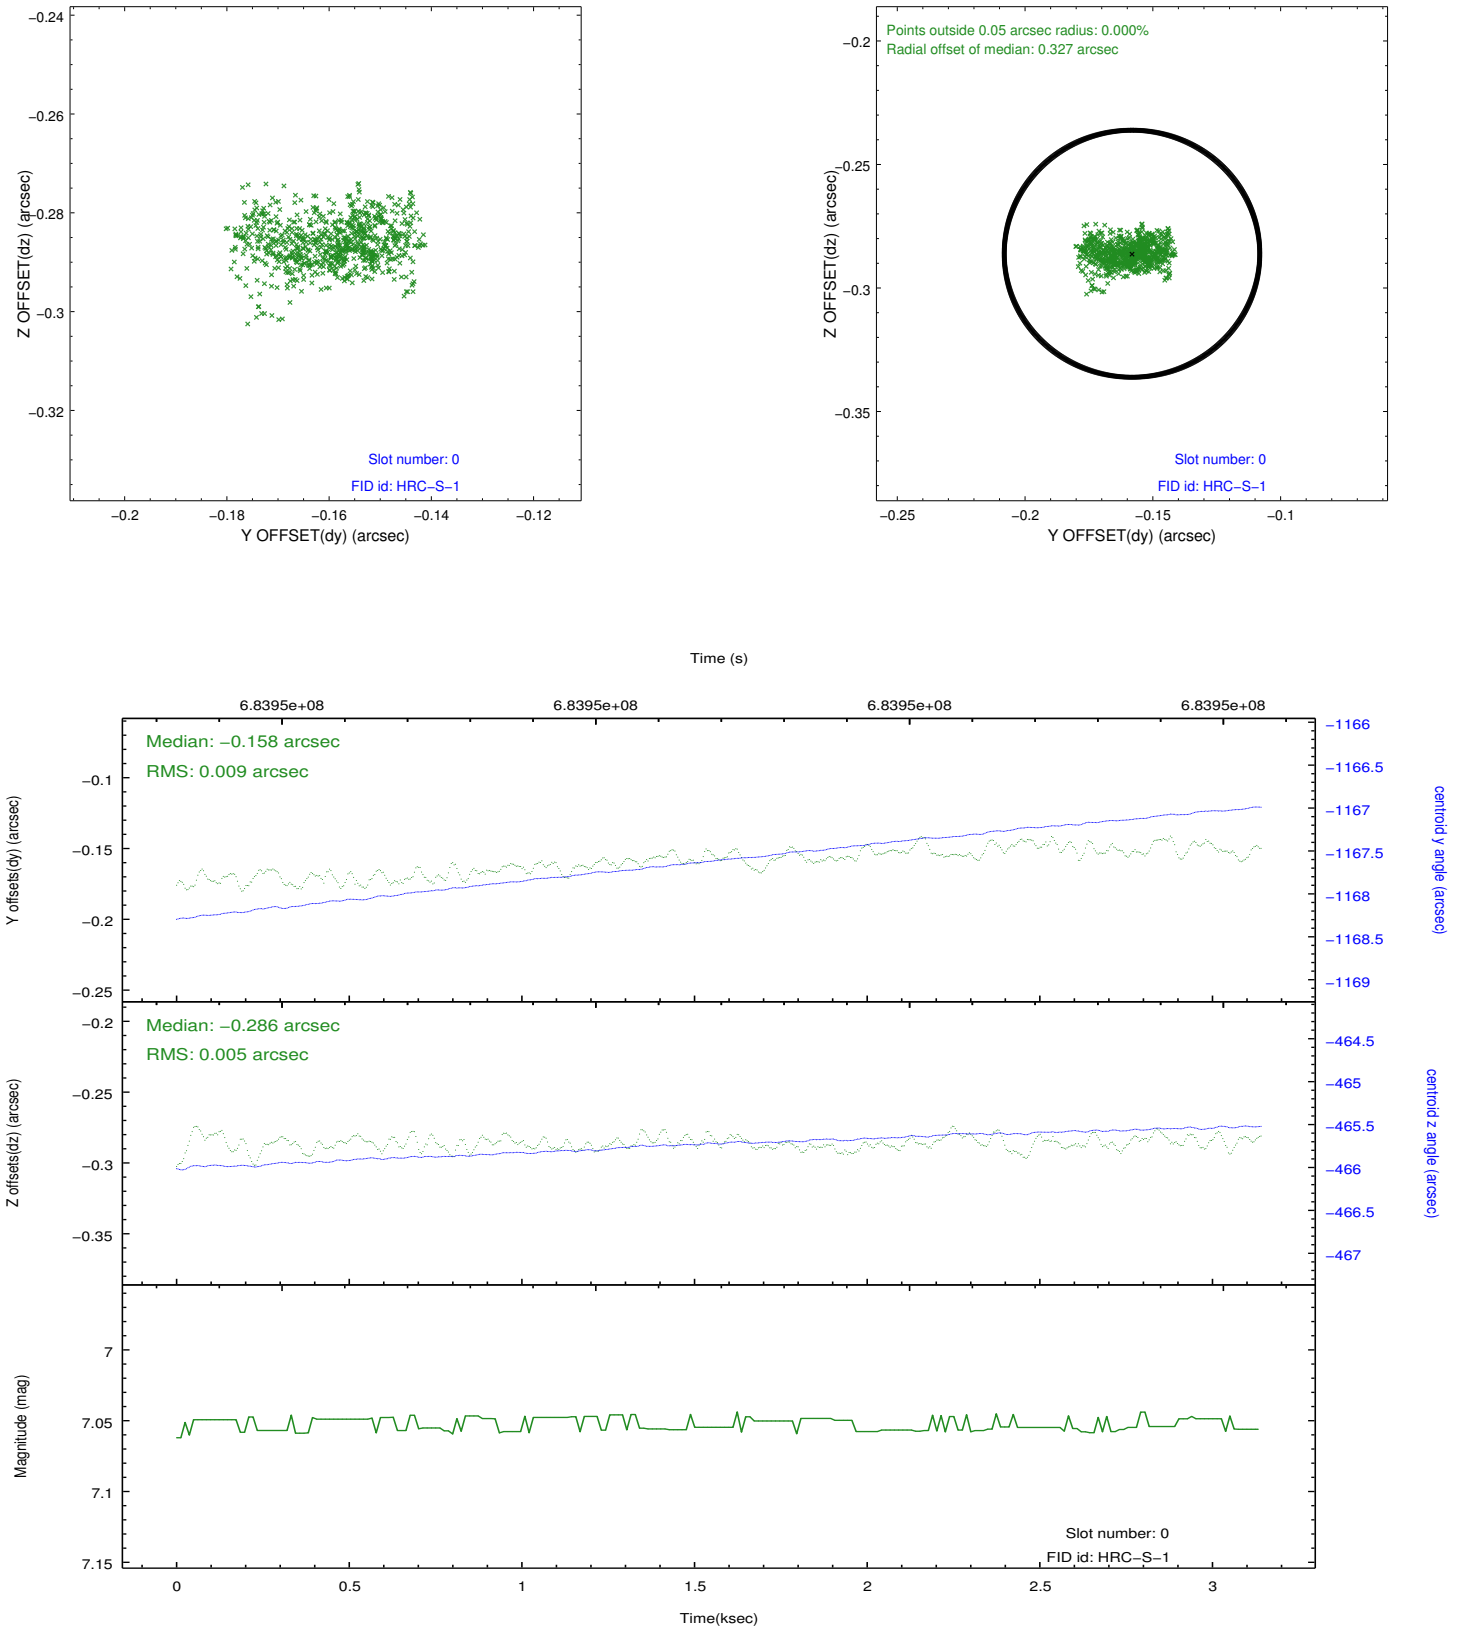 −0.24
−0.26
−0.28
−0.3
−0.32
Z OFFSET(dz) (arcsec)
Slot number: 0
FID id: HRC−S−1
−0.2
−0.18
−0.16
−0.14
−0.12
Y OFFSET(dy) (arcsec)
Points outside 0.05 arcsec radius: 0.000%
Radial offset of median: 0.327 arcsec
−0.2
−0.25
−0.3
−0.35
Z OFFSET(dz) (arcsec)
Slot number: 0
FID id: HRC−S−1
−0.25
−0.2
−0.15
−0.1
Y OFFSET(dy) (arcsec)
Time (s)
6.8395e+08
6.8395e+08
6.8395e+08
6.8395e+08
Median: −0.158 arcsec
RMS: 0.009 arcsec
−0.1
−0.15
−0.2
−0.25
Y offsets(dy) (arcsec)
−1166
−1166.5
−1167
−1167.5
−1168
−1168.5
−1169
centroid y angle (arcsec)
Median: −0.286 arcsec
RMS: 0.005 arcsec
−0.2
−0.25
−0.3
−0.35
Z offsets(dz) (arcsec)
−464.5
−465
−465.5
−466
−466.5
−467
centroid z angle (arcsec)
7
7.05
7.1
7.15
Magnitude (mag)
Slot number: 0
FID id: HRC−S−1
0
0.5
1
1.5
2
2.5
3
Time(ksec)